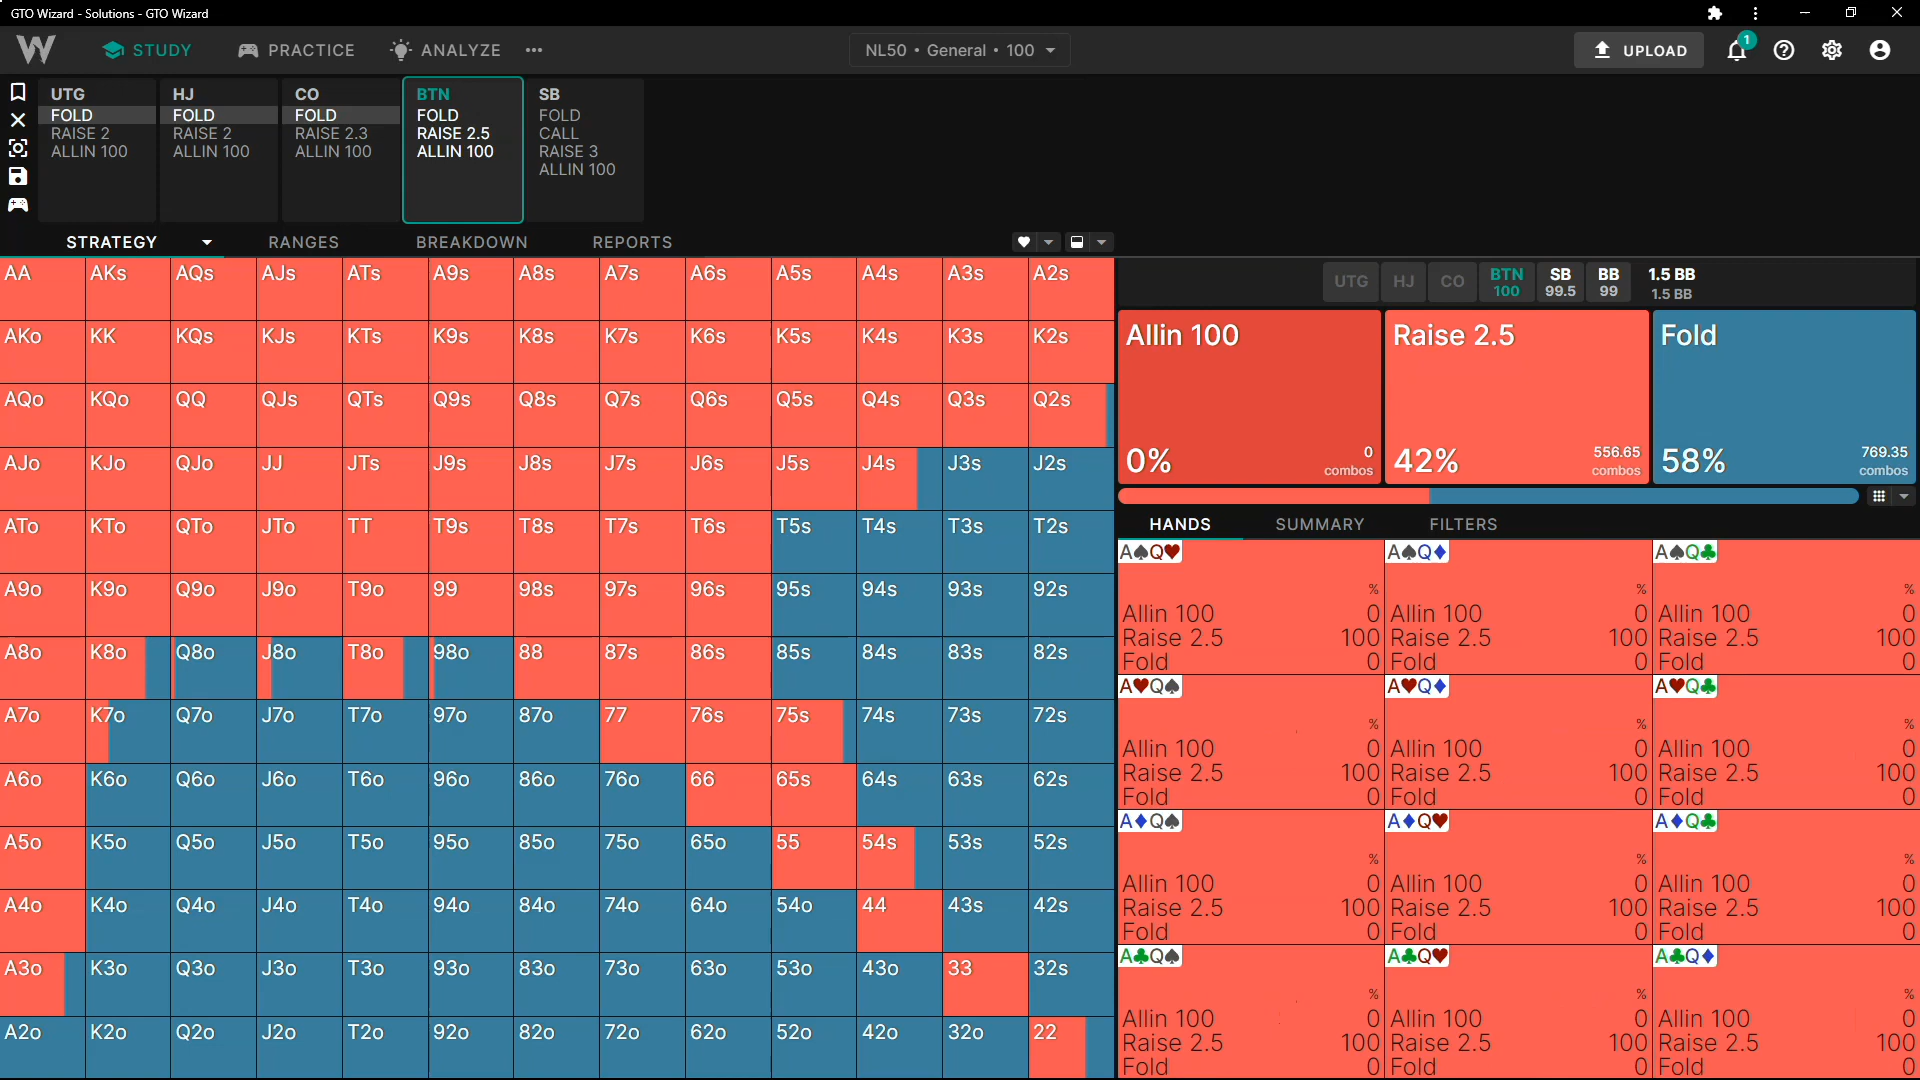 GTO Wizard - Solutions - GTO Wizard
W STUDY PRACTICE ANALYZE NL50 • General • 100 UPLOAD 1
UTG HJ CO BTN SB
FOLD FOLD FOLD FOLD FOLD
RAISE 2 RAISE 2 RAISE 2.3 RAISE 2.5 CALL
ALLIN 100 ALLIN 100 ALLIN 100 ALLIN 100 RAISE 3
ALLIN 100
STRATEGY RANGES BREAKDOWN REPORTS
AA AKs AQs AJs ATs A9s A8s A7s A6s A5s A4s A3s A2s
AKo KK KQs KJs KTs K9s K8s K7s K6s K5s K4s K3s K2s
AQo KQo QQ QJs QTs Q9s Q8s Q7s Q6s Q5s Q4s Q3s Q2s
AJo KJo QJo JJ JTs J9s J8s J7s J6s J5s J4s J3s J2s
ATo KTo QTo JTo TT T9s T8s T7s T6s T5s T4s T3s T2s
A9o K9o Q9o J9o T9o 99 98s 97s 96s 95s 94s 93s 92s
A8o K8o Q8o J8o T8o 98o 88 87s 86s 85s 84s 83s 82s
A7o K7o Q7o J7o T7o 97o 87o 77 76s 75s 74s 73s 72s
A6o K6o Q6o J6o T6o 96o 86o 76o 66 65s 64s 63s 62s
A5o K5o Q5o J5o T5o 95o 85o 75o 65o 55 54s 53s 52s
A4o K4o Q4o J4o T4o 94o 84o 74o 64o 54o 44 43s 42s
A3o K3o Q3o J3o T3o 93o 83o 73o 63o 53o 43o 33 32s
A2o K2o Q2o J2o T2o 92o 82o 72o 62o 52o 42o 32o 22
UTG HJ CO BTN SB BB 1.5 BB
100 99.5 99 1.5 BB
Allin 100 Raise 2.5 Fold
0% 0 42% 556.65 58% 769.35
combos combos combos
HANDS SUMMARY FILTERS
A♠Q♥ A♠Q♦ A♠Q♣
% % %
Allin 100 0 Allin 100 0 Allin 100 0
Raise 2.5 100 Raise 2.5 100 Raise 2.5 100
Fold 0 Fold 0 Fold 0
A♥Q♠ A♥Q♦ A♥Q♣
% % %
Allin 100 0 Allin 100 0 Allin 100 0
Raise 2.5 100 Raise 2.5 100 Raise 2.5 100
Fold 0 Fold 0 Fold 0
A♦Q♠ A♦Q♥ A♦Q♣
% % %
Allin 100 0 Allin 100 0 Allin 100 0
Raise 2.5 100 Raise 2.5 100 Raise 2.5 100
Fold 0 Fold 0 Fold 0
A♣Q♠ A♣Q♥ A♣Q♦
% % %
Allin 100 0 Allin 100 0 Allin 100 0
Raise 2.5 100 Raise 2.5 100 Raise 2.5 100
Fold 0 Fold 0 Fold 0